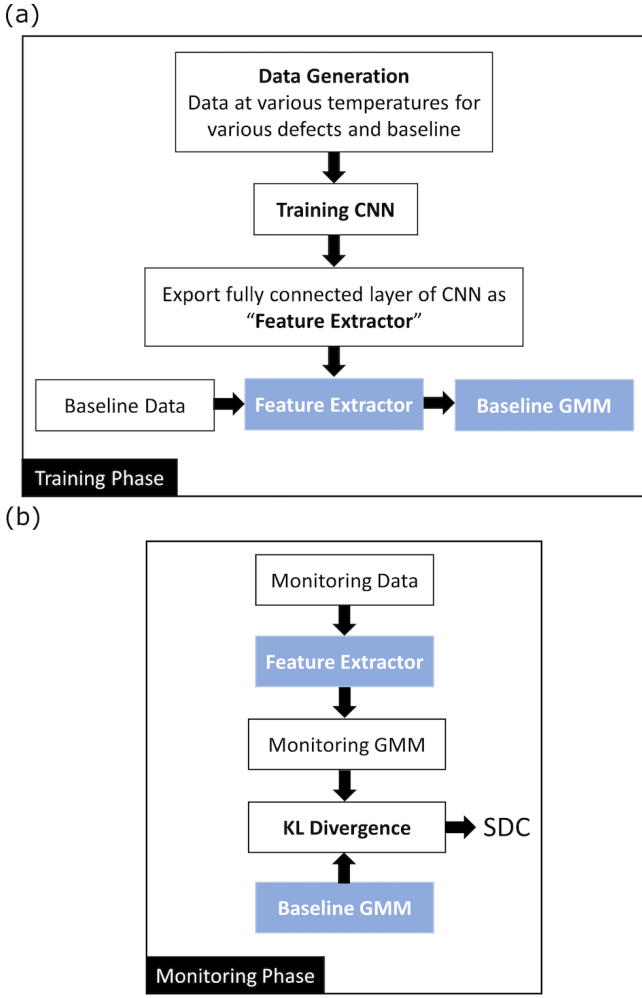 (a)
Data Generation
Data at various temperatures for
various defects and baseline
Training CNN
Export fully connected layer of CNN as
“Feature Extractor”
Baseline Data
Feature Extractor
Baseline GMM
Training Phase
(b)
Monitoring Data
Feature Extractor
Monitoring GMM
KL Divergence
SDC
Baseline GMM
Monitoring Phase